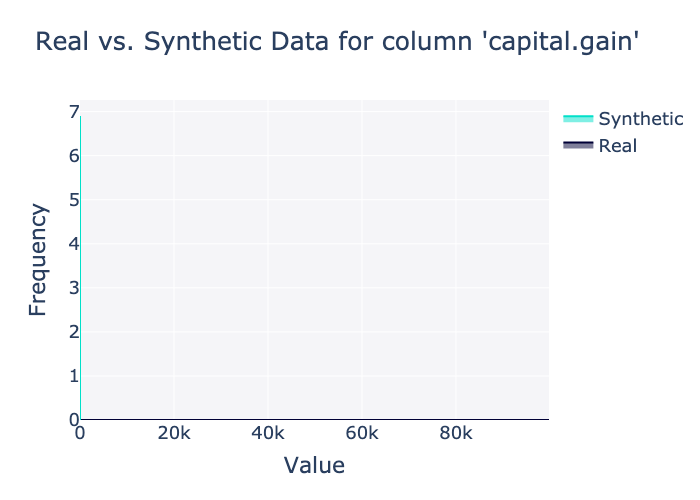 Real vs. Synthetic Data for column 'capital.gain'
7
6
5
4
3
2
1
0
Frequency
0 20k 40k 60k 80k
Value
Synthetic
Real